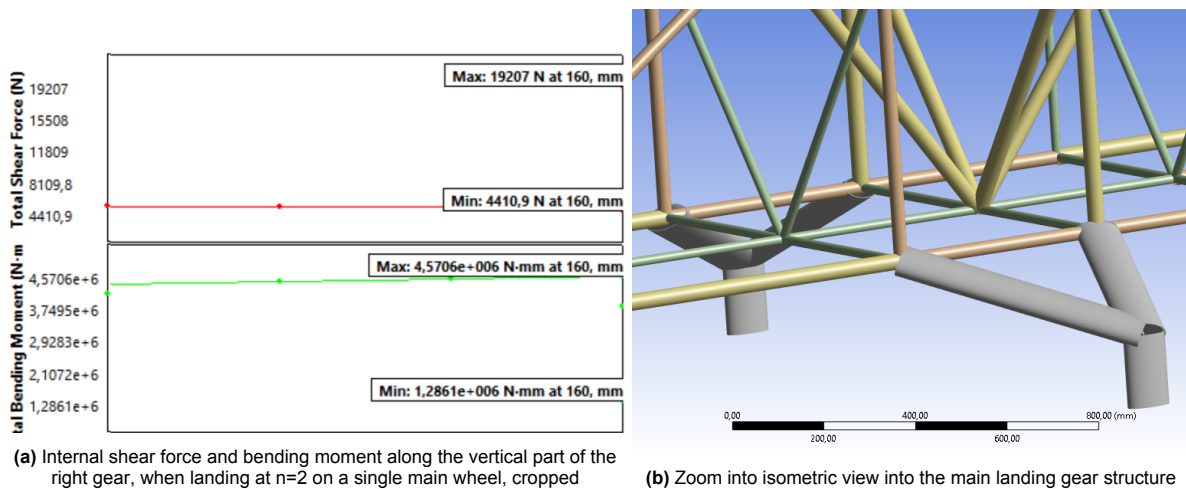 Total Shear Force (N)
19207
15508
11809
8109,8
4410,9
Max: 19207 N at 160, mm
Min: 4410,9 N at 160, mm
tal Bending Moment (N·m
4,5706e+6
3,7495e+6
2,9283e+6
2,1072e+6
1,2861e+6
Max: 4,5706e+006 N·mm at 160, mm
Min: 1,2861e+006 N·mm at 160, mm
(a) Internal shear force and bending moment along the vertical part of the
right gear, when landing at n=2 on a single main wheel, cropped
0,00 400,00 800,00 (mm)
200,00 600,00
(b) Zoom into isometric view into the main landing gear structure